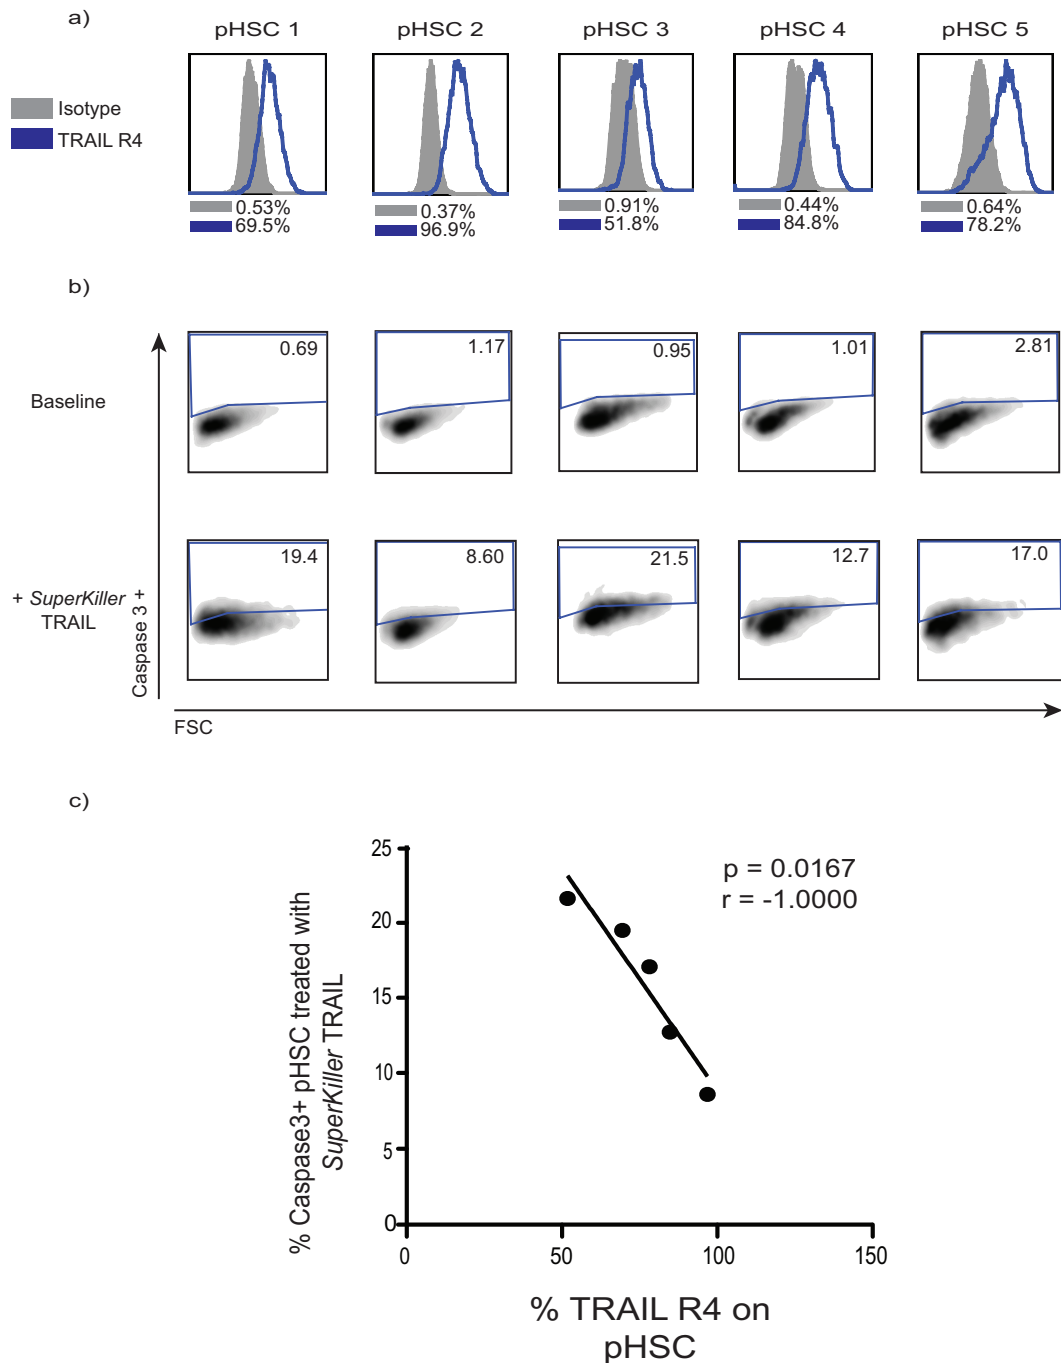 a)
pHSC 1 pHSC 2 pHSC 3 pHSC 4 pHSC 5
Isotype
TRAIL R4
0.53% 0.37% 0.91% 0.44% 0.64%
69.5% 96.9% 51.8% 84.8% 78.2%
b)
Baseline
0.69 1.17 0.95 1.01 2.81
+ SuperKiller
TRAIL
19.4 8.60 21.5 12.7 17.0
Caspase 3 +
FSC
c)
p = 0.0167
r = -1.0000
% Caspase3+ pHSC treated with
SuperKiller TRAIL
25
20
15
10
5
0
0 50 100 150
% TRAIL R4 on
pHSC